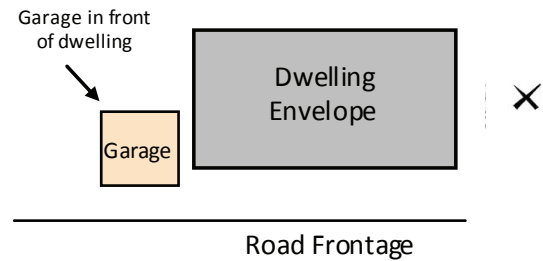 Garage in front
of dwelling
Dwelling
Envelope
Garage
Road Frontage